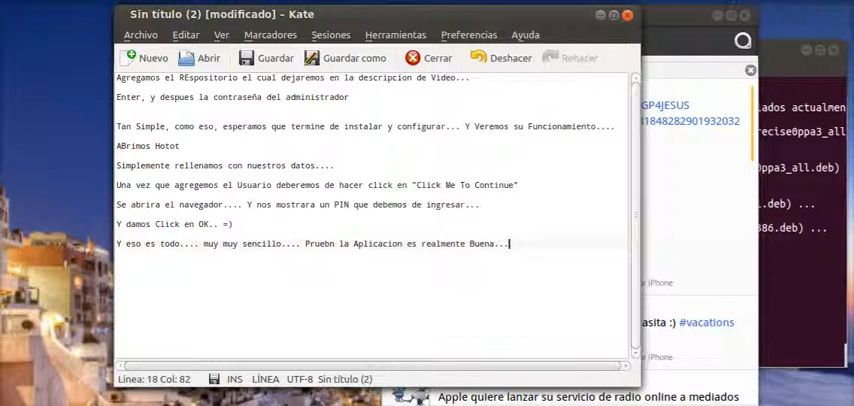 Sin título (2) [modificado] – Kate
Archivo Editar Ver Marcadores Sesiones Herramientas Preferencias Ayuda
Nuevo Abrir Guardar Guardar como Cerrar Deshacer Rehacer
Agregamos el REspositorio el cual dejaremos en la descripcion de Video...
Enter, y despues la contraseña del administrador
Tan Simple, como eso, esperamos que termine de instalar y configurar... Y Veremos su Funcionamiento....
ABrimos Hotot
Simplemente rellenamos con nuestros datos....
Una vez que agregemos el Usuario deberemos de hacer click en "Click Me To Continue"
Se abrira el navegador.... Y nos mostrara un PIN que debemos de ingresar...
Y damos Click en OK.. =)
Y eso es todo.... muy muy sencillo.... Pruebn la Aplicacion es realmente Buena...
Línea: 18 Col: 82 INS LÍNEA UTF-8 Sin título (2)
GP4JESUS
1848282901932032
r iPhone
asita :) #vacations
r iPhone
Apple quiere lanzar su servicio de radio online a mediados
lados actualmen
recise0ppa3_all
0ppa3_all.deb)
.deb) ...
86.deb) ...